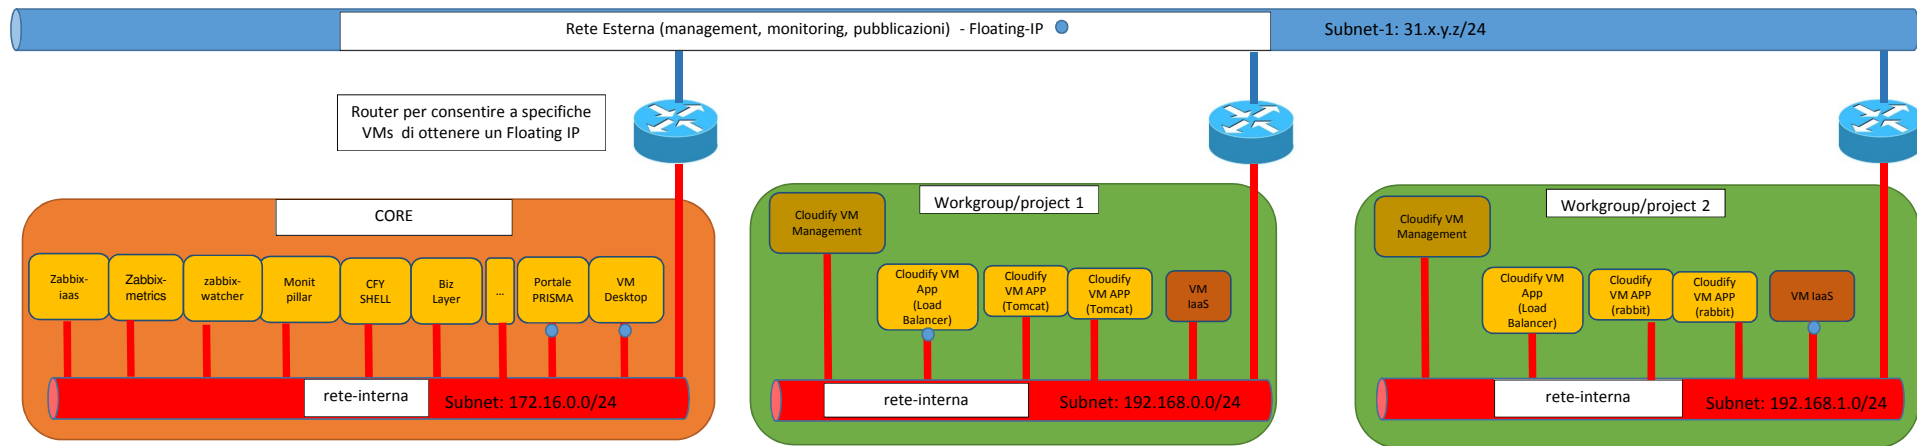 Rete Esterna (management, monitoring, pubblicazioni) - Floating-IP
Subnet-1: 31.x.y.z/24
Router per consentire a specifiche
VMs di ottenere un Floating IP
CORE
Zabbix-
iaas
Zabbix-
metrics
zabbix-
watcher
Monit
pillar
CFY
SHELL
Biz
Layer
...
Portale
PRISMA
VM
Desktop
rete-interna
Subnet: 172.16.0.0/24
Workgroup/project 1
Cloudify VM
Management
Cloudify VM
App
(Load
Balancer)
Cloudify
VM APP
(Tomcat)
Cloudify
VM APP
(Tomcat)
VM
IaaS
rete-interna
Subnet: 192.168.0.0/24
Workgroup/project 2
Cloudify VM
Management
Cloudify VM
App
(Load
Balancer)
Cloudify
VM APP
(rabbit)
Cloudify
VM APP
(rabbit)
VM IaaS
rete-interna
Subnet: 192.168.1.0/24